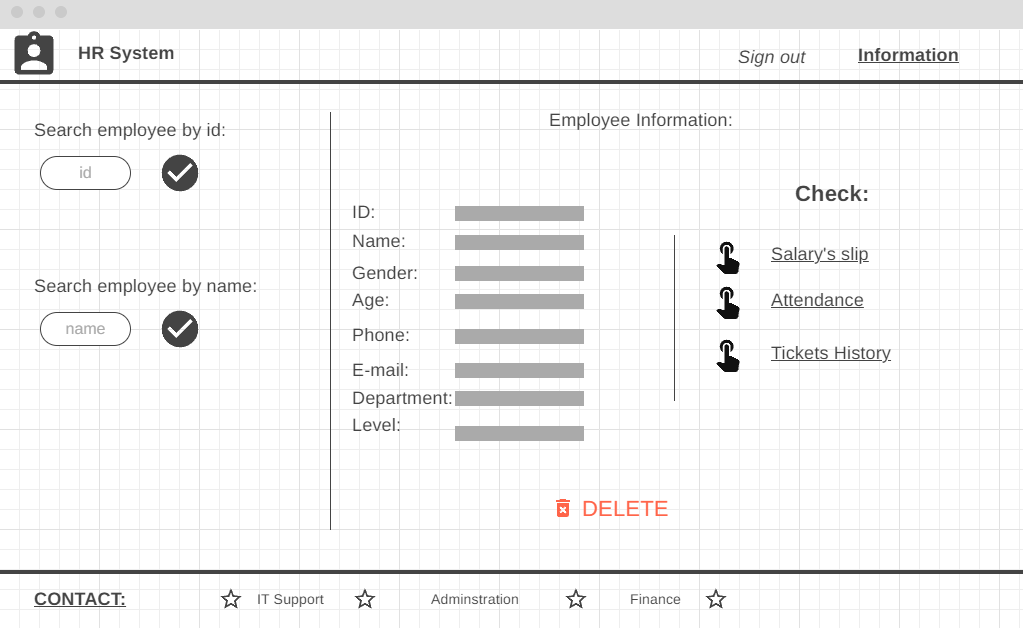 HR System
Sign out
Information
Search employee by id:
id
Search employee by name:
name
Employee Information:
ID:
Name:
Gender:
Age:
Phone:
E-mail:
Department:
Level:
Check:
Salary's slip
Attendance
Tickets History
DELETE
CONTACT:
IT Support
Adminstration
Finance